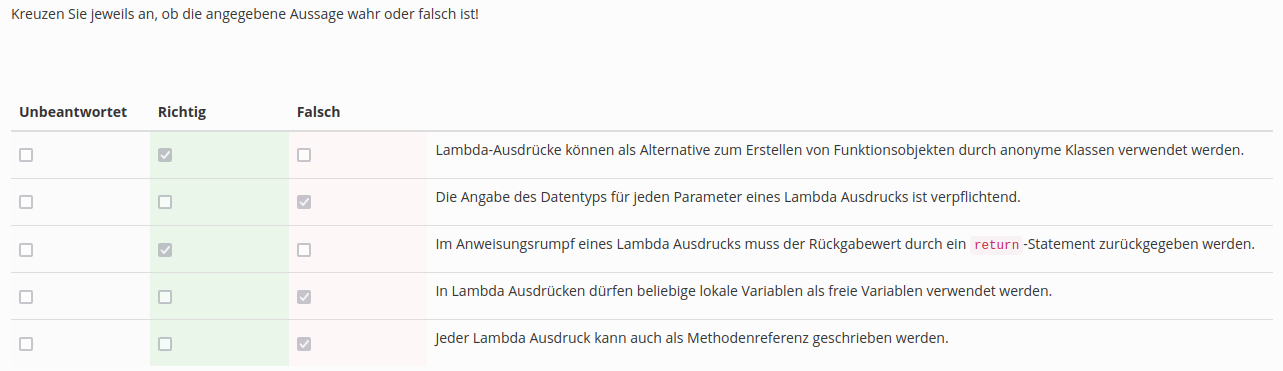 Kreuzen Sie jeweils an, ob die angegebene Aussage wahr oder falsch ist!
Unbeantwortet Richtig Falsch
Lambda-Ausdrücke können als Alternative zum Erstellen von Funktionsobjekten durch anonyme Klassen verwendet werden.
Die Angabe des Datentyps für jeden Parameter eines Lambda Ausdrucks ist verpflichtend.
Im Anweisungsrumpf eines Lambda Ausdrucks muss der Rückgabewert durch ein return -Statement zurückgegeben werden.
In Lambda Ausdrücken dürfen beliebige lokale Variablen als freie Variablen verwendet werden.
Jeder Lambda Ausdruck kann auch als Methodenreferenz geschrieben werden.